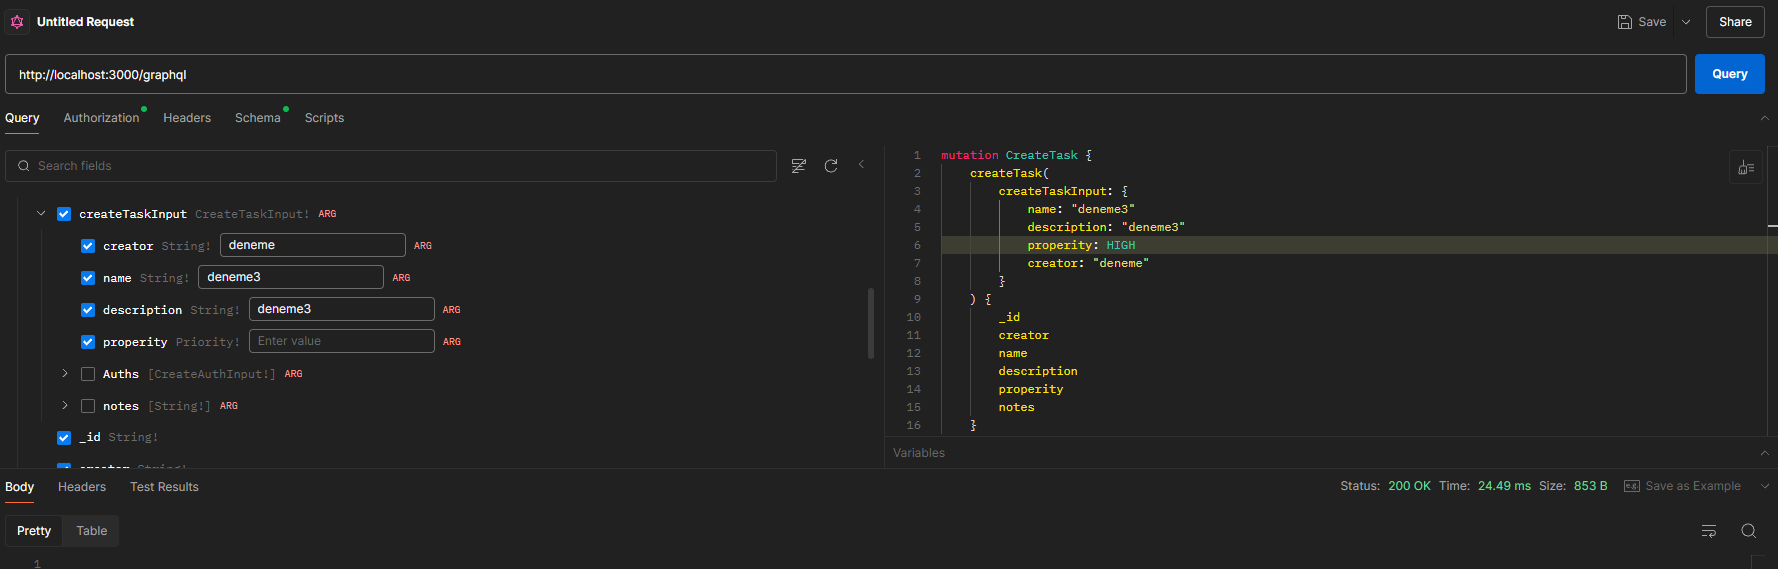 Untitled Request
Save
Share
http://localhost:3000/graphql
Query
Query Authorization Headers Schema Scripts
Search fields
createTaskInput CreateTaskInput! ARG
creator String! deneme ARG
name String! deneme3 ARG
description String! deneme3 ARG
properity Priority! Enter value ARG
Auths [CreateAuthInput!] ARG
notes [String!] ARG
_id String!
creator String!
1 mutation CreateTask {
2 createTask(
3 createTaskInput: {
4 name: "deneme3"
5 description: "deneme3"
6 properity: HIGH
7 creator: "deneme"
8 }
9 ) {
10 _id
11 creator
12 name
13 description
14 properity
15 notes
16 }
Variables
Body Headers Test Results
Status: 200 OK Time: 24.49 ms Size: 853 B
e.g. Save as Example
Pretty Table
1